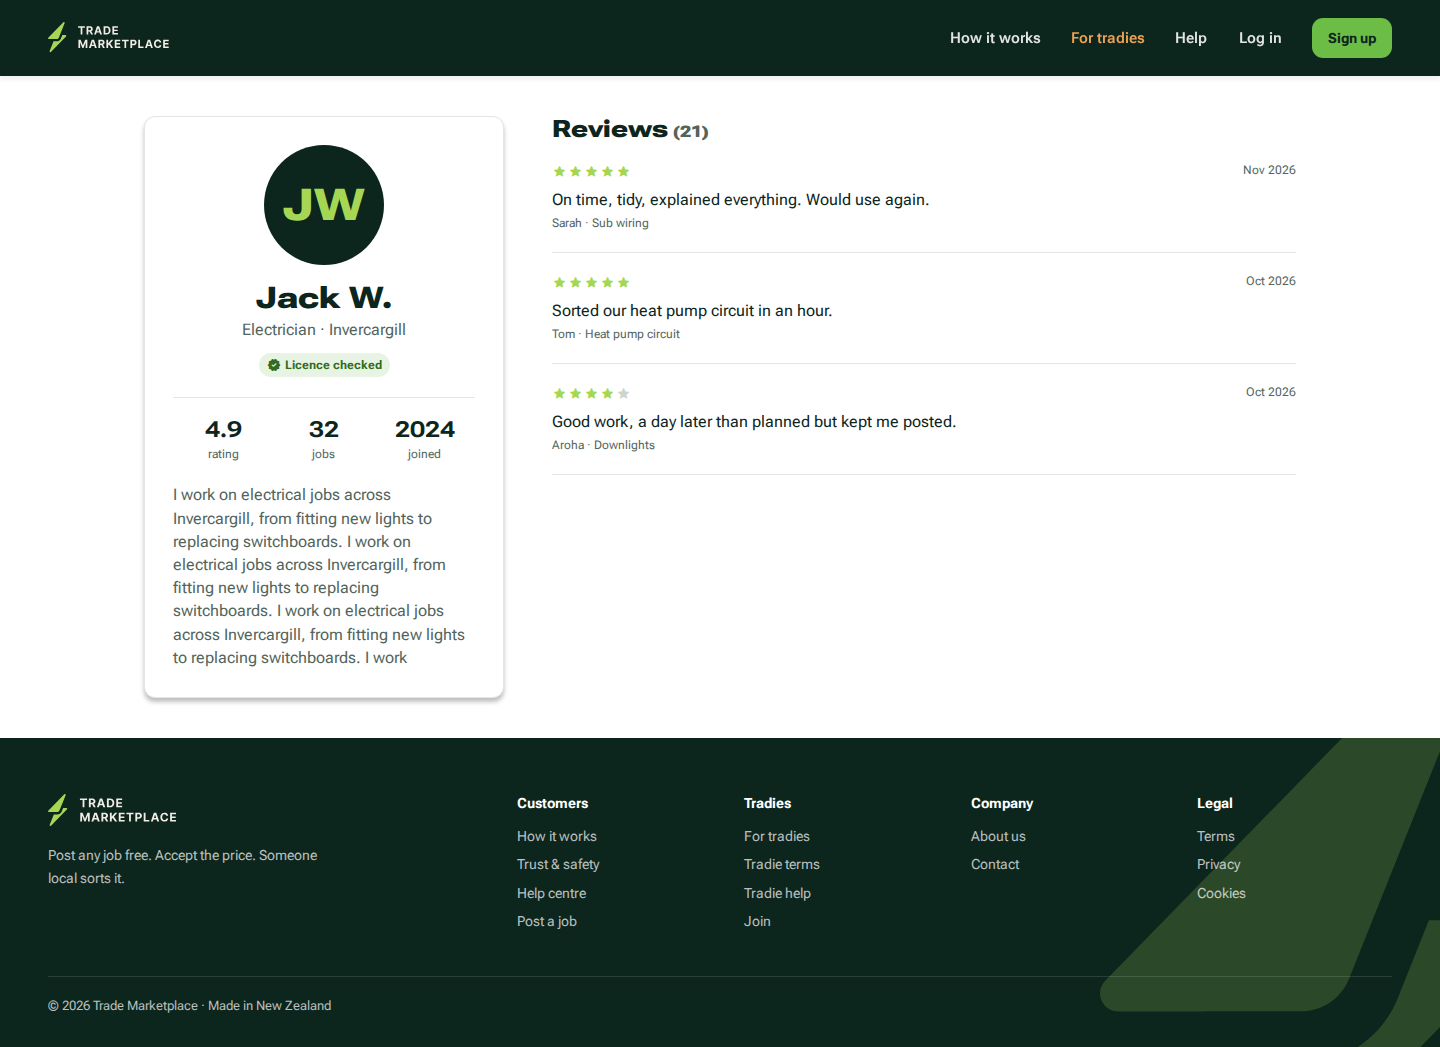 TRADE
MARKETPLACE
How it works
For tradies
Help
Log in
Sign up
JW
Jack W.
Electrician · Invercargill
Licence checked
4.9
rating
32
jobs
2024
joined
I work on electrical jobs across
Invercargill, from fitting new lights to
replacing switchboards. I work on
electrical jobs across Invercargill, from
fitting new lights to replacing
switchboards. I work on electrical jobs
across Invercargill, from fitting new lights
to replacing switchboards. I work
Reviews (21)
Nov 2026
On time, tidy, explained everything. Would use again.
Sarah · Sub wiring
Oct 2026
Sorted our heat pump circuit in an hour.
Tom · Heat pump circuit
Oct 2026
Good work, a day later than planned but kept me posted.
Aroha · Downlights
TRADE
MARKETPLACE
Post any job free. Accept the price. Someone
local sorts it.
Customers
How it works
Trust & safety
Help centre
Post a job
Tradies
For tradies
Tradie terms
Tradie help
Join
Company
About us
Contact
Legal
Terms
Privacy
Cookies
© 2026 Trade Marketplace · Made in New Zealand